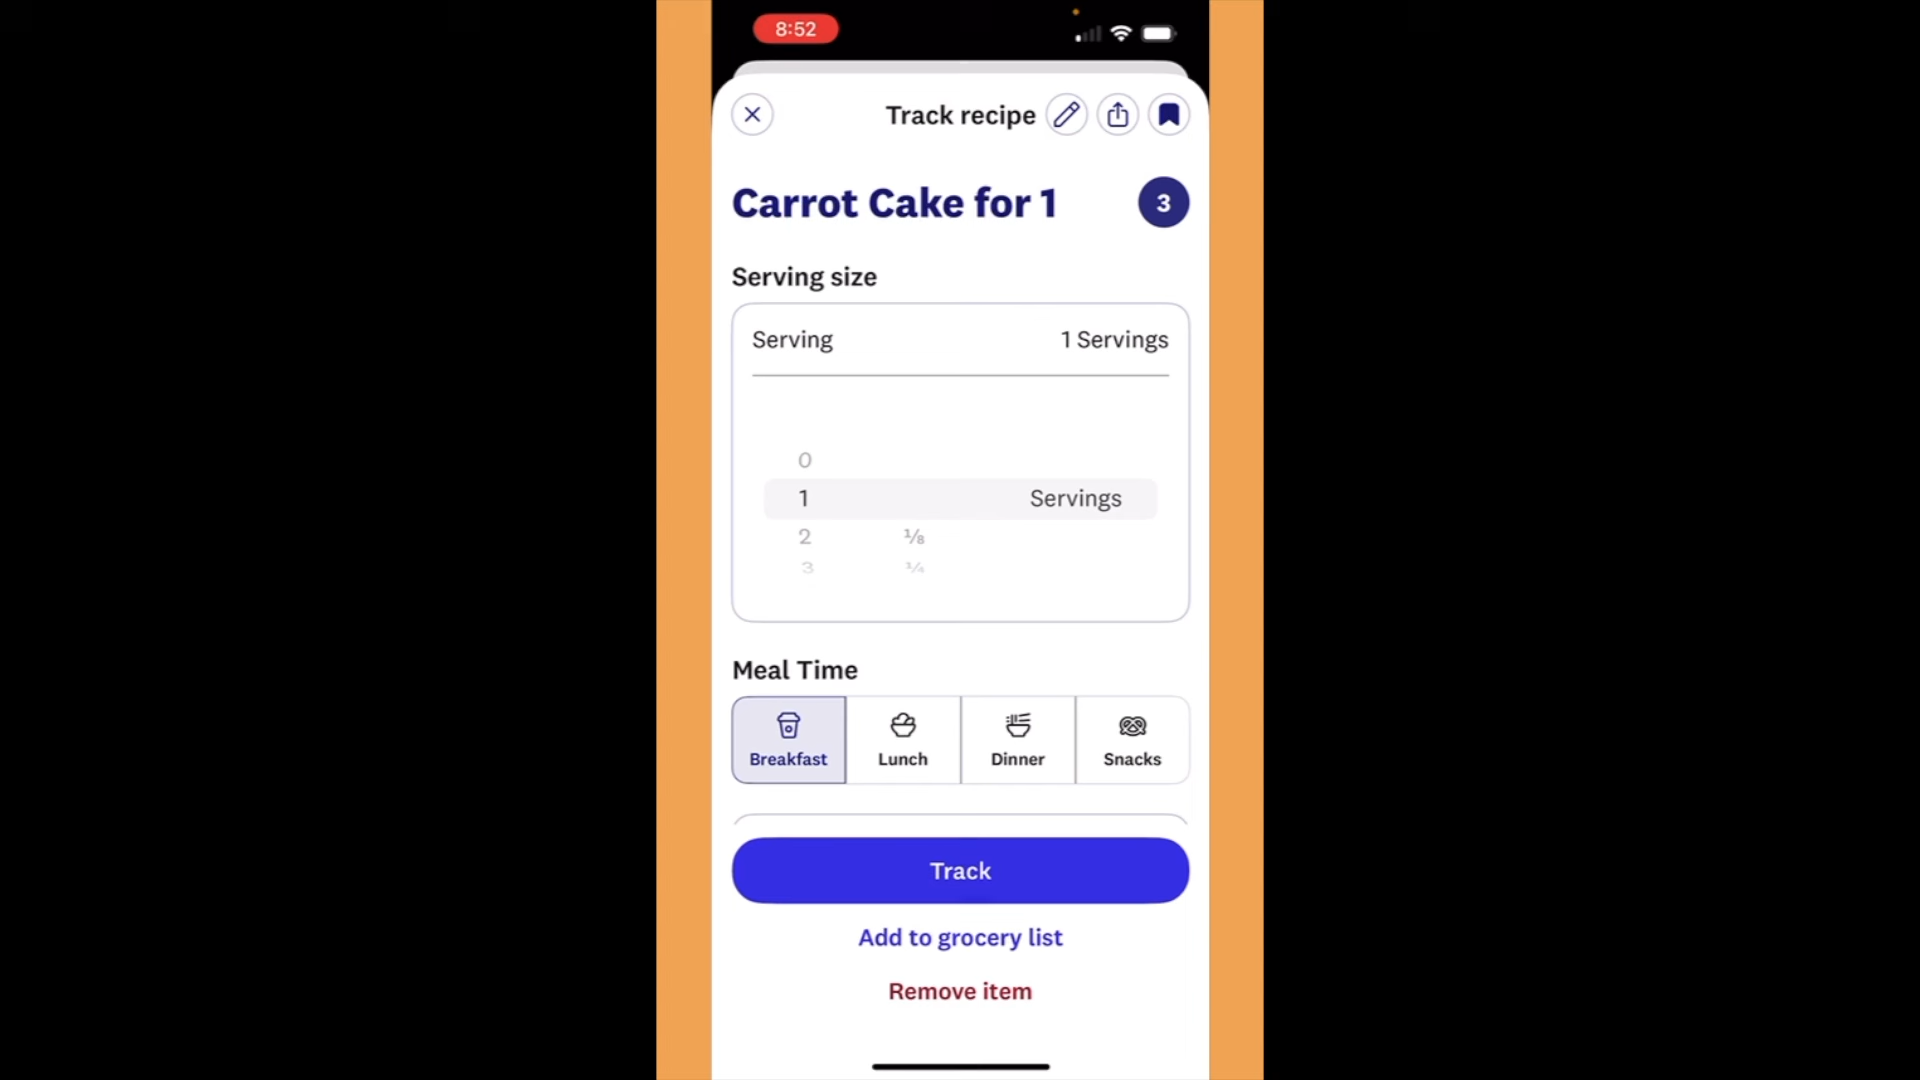 8:52
Track recipe
Carrot Cake for 1
3
Serving size
Serving 1 Servings
0
1 Servings
2 ⅛
3 ¼
Meal Time
Breakfast Lunch Dinner Snacks
Track
Add to grocery list
Remove item